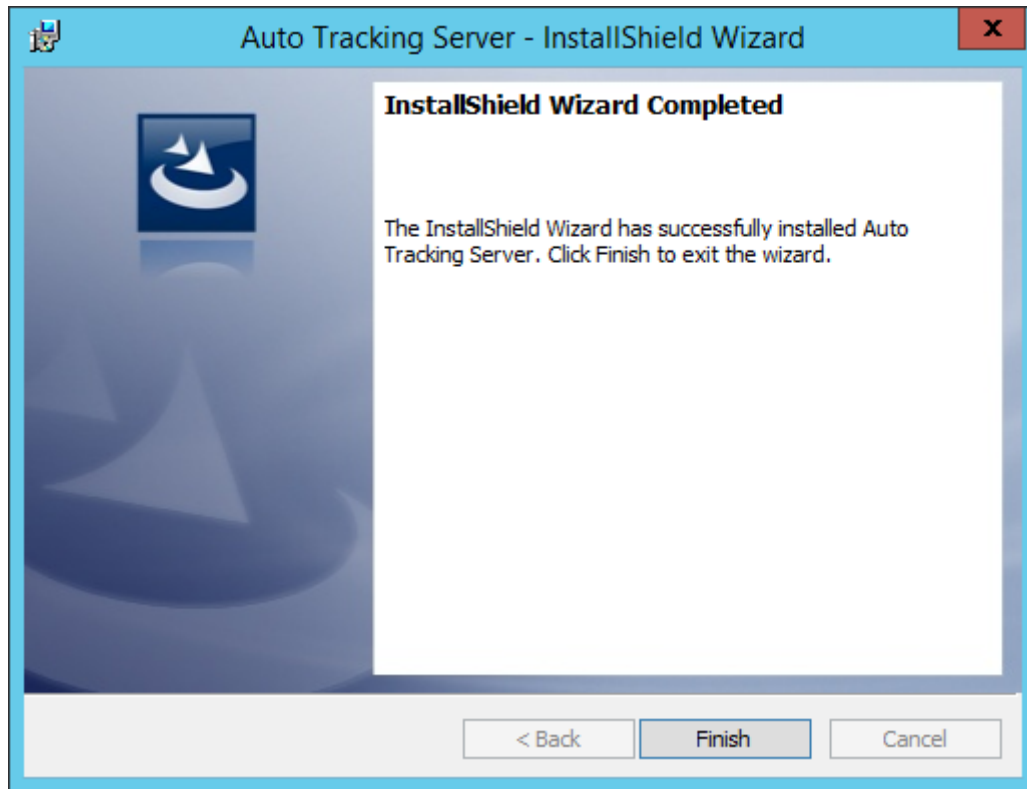 Auto Tracking Server - InstallShield Wizard
x
InstallShield Wizard Completed
The InstallShield Wizard has successfully installed Auto
Tracking Server. Click Finish to exit the wizard.
< Back
Finish
Cancel